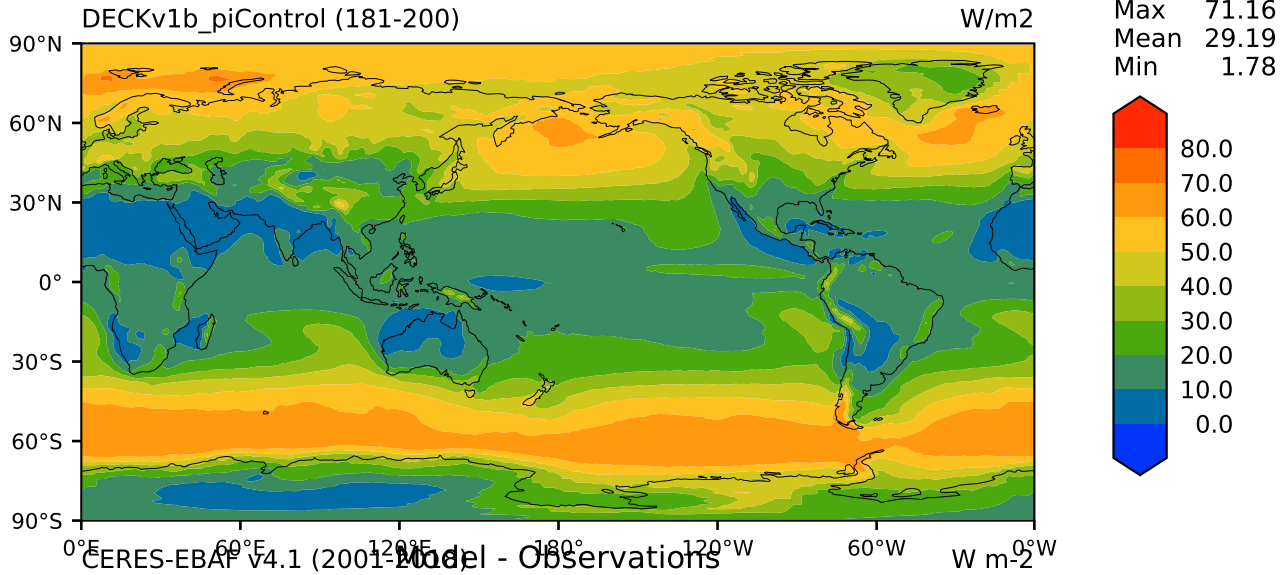 DECKv1b_piControl (181-200) W/m2
Max 71.16
Mean 29.19
Min 1.78
90°N
60°N
30°N
0°
30°S
60°S
90°S
80.0
70.0
60.0
50.0
40.0
30.0
20.0
10.0
0.0
0°E 60°E 120°E 180° 120°W 60°W 0°W
CERES-EBAF v4.1 (2001-2018) Model - Observations W m-2